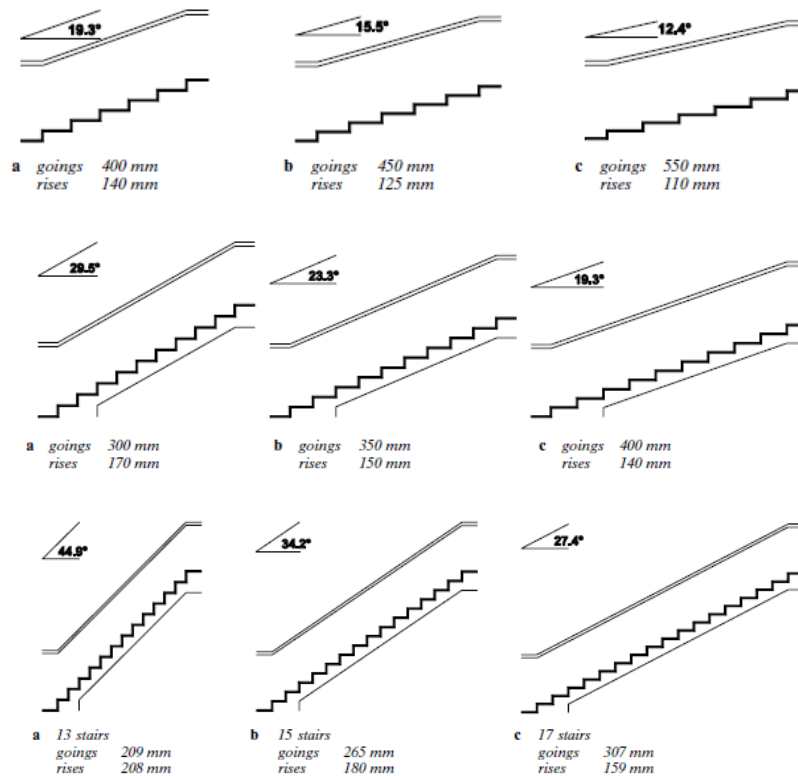 19.3°
15.5°
12.4°
a goings 400 mm
rises 140 mm
b goings 450 mm
rises 125 mm
c goings 550 mm
rises 110 mm
29.5°
23.3°
19.3°
a goings 300 mm
rises 170 mm
b goings 350 mm
rises 150 mm
c goings 400 mm
rises 140 mm
44.9°
34.2°
27.4°
a 13 stairs
goings 209 mm
rises 208 mm
b 15 stairs
goings 265 mm
rises 180 mm
c 17 stairs
goings 307 mm
rises 159 mm